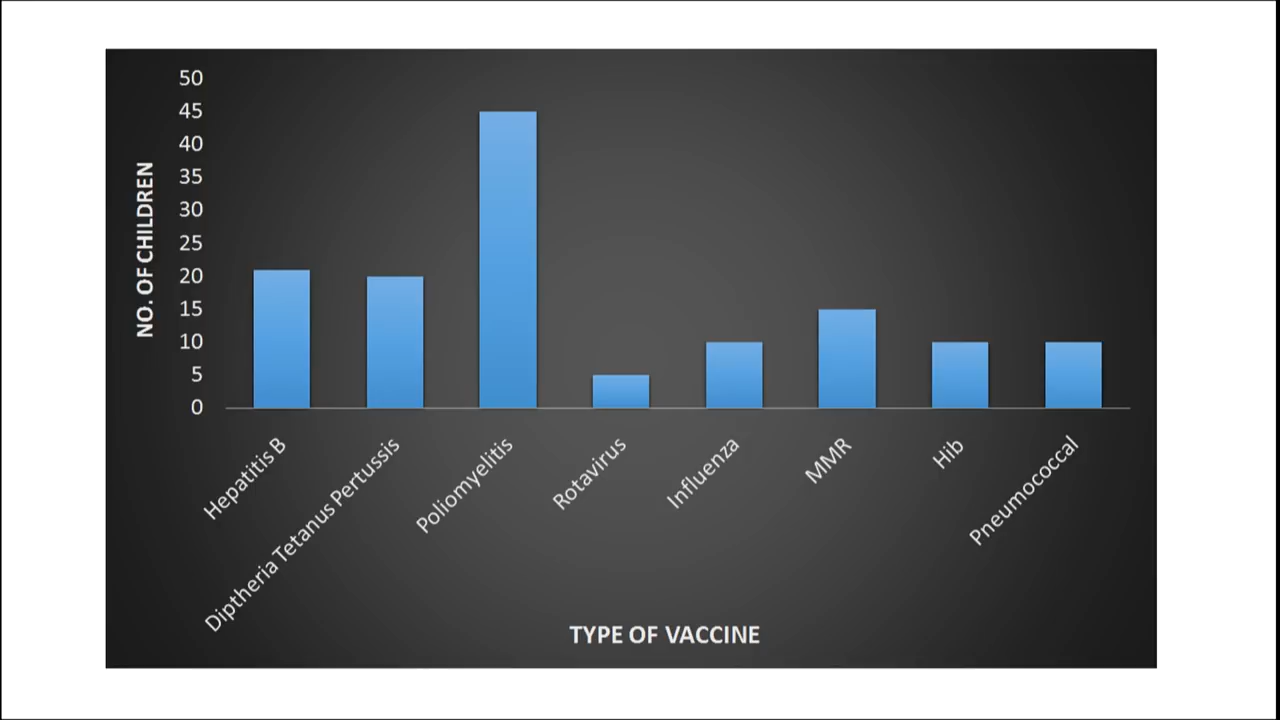 50
45
40
35
30
25
20
15
10
5
0
NO. OF CHILDREN
Hepatitis B
Diptheria Tetanus Pertussis
Poliomyelitis
Rotavirus
Influenza
MMR
Hib
Pneumococcal
TYPE OF VACCINE